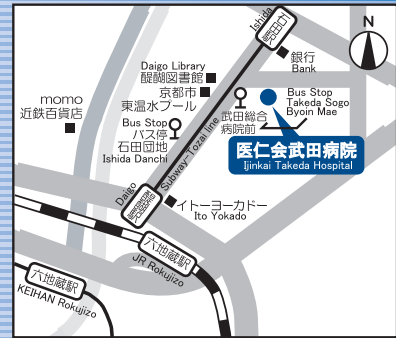 N
石田駅
Ishida
銀行
Bank
Daigo Library
醍醐図書館
京都市
東温水プール
momo
近鉄百貨店
Bus Stop
バス停
石田団地
Ishida Danchi
武田総合
病院前
Bus Stop
Takeda Sogo
Byoin Mae
医仁会武田病院
Ijinkai Takeda Hospital
Subway-Tozai line
Daigo
イトーヨーカドー
Ito Yokado
六地蔵駅
JR Rokujizo
六地蔵駅
KEIHAN Rokujizo